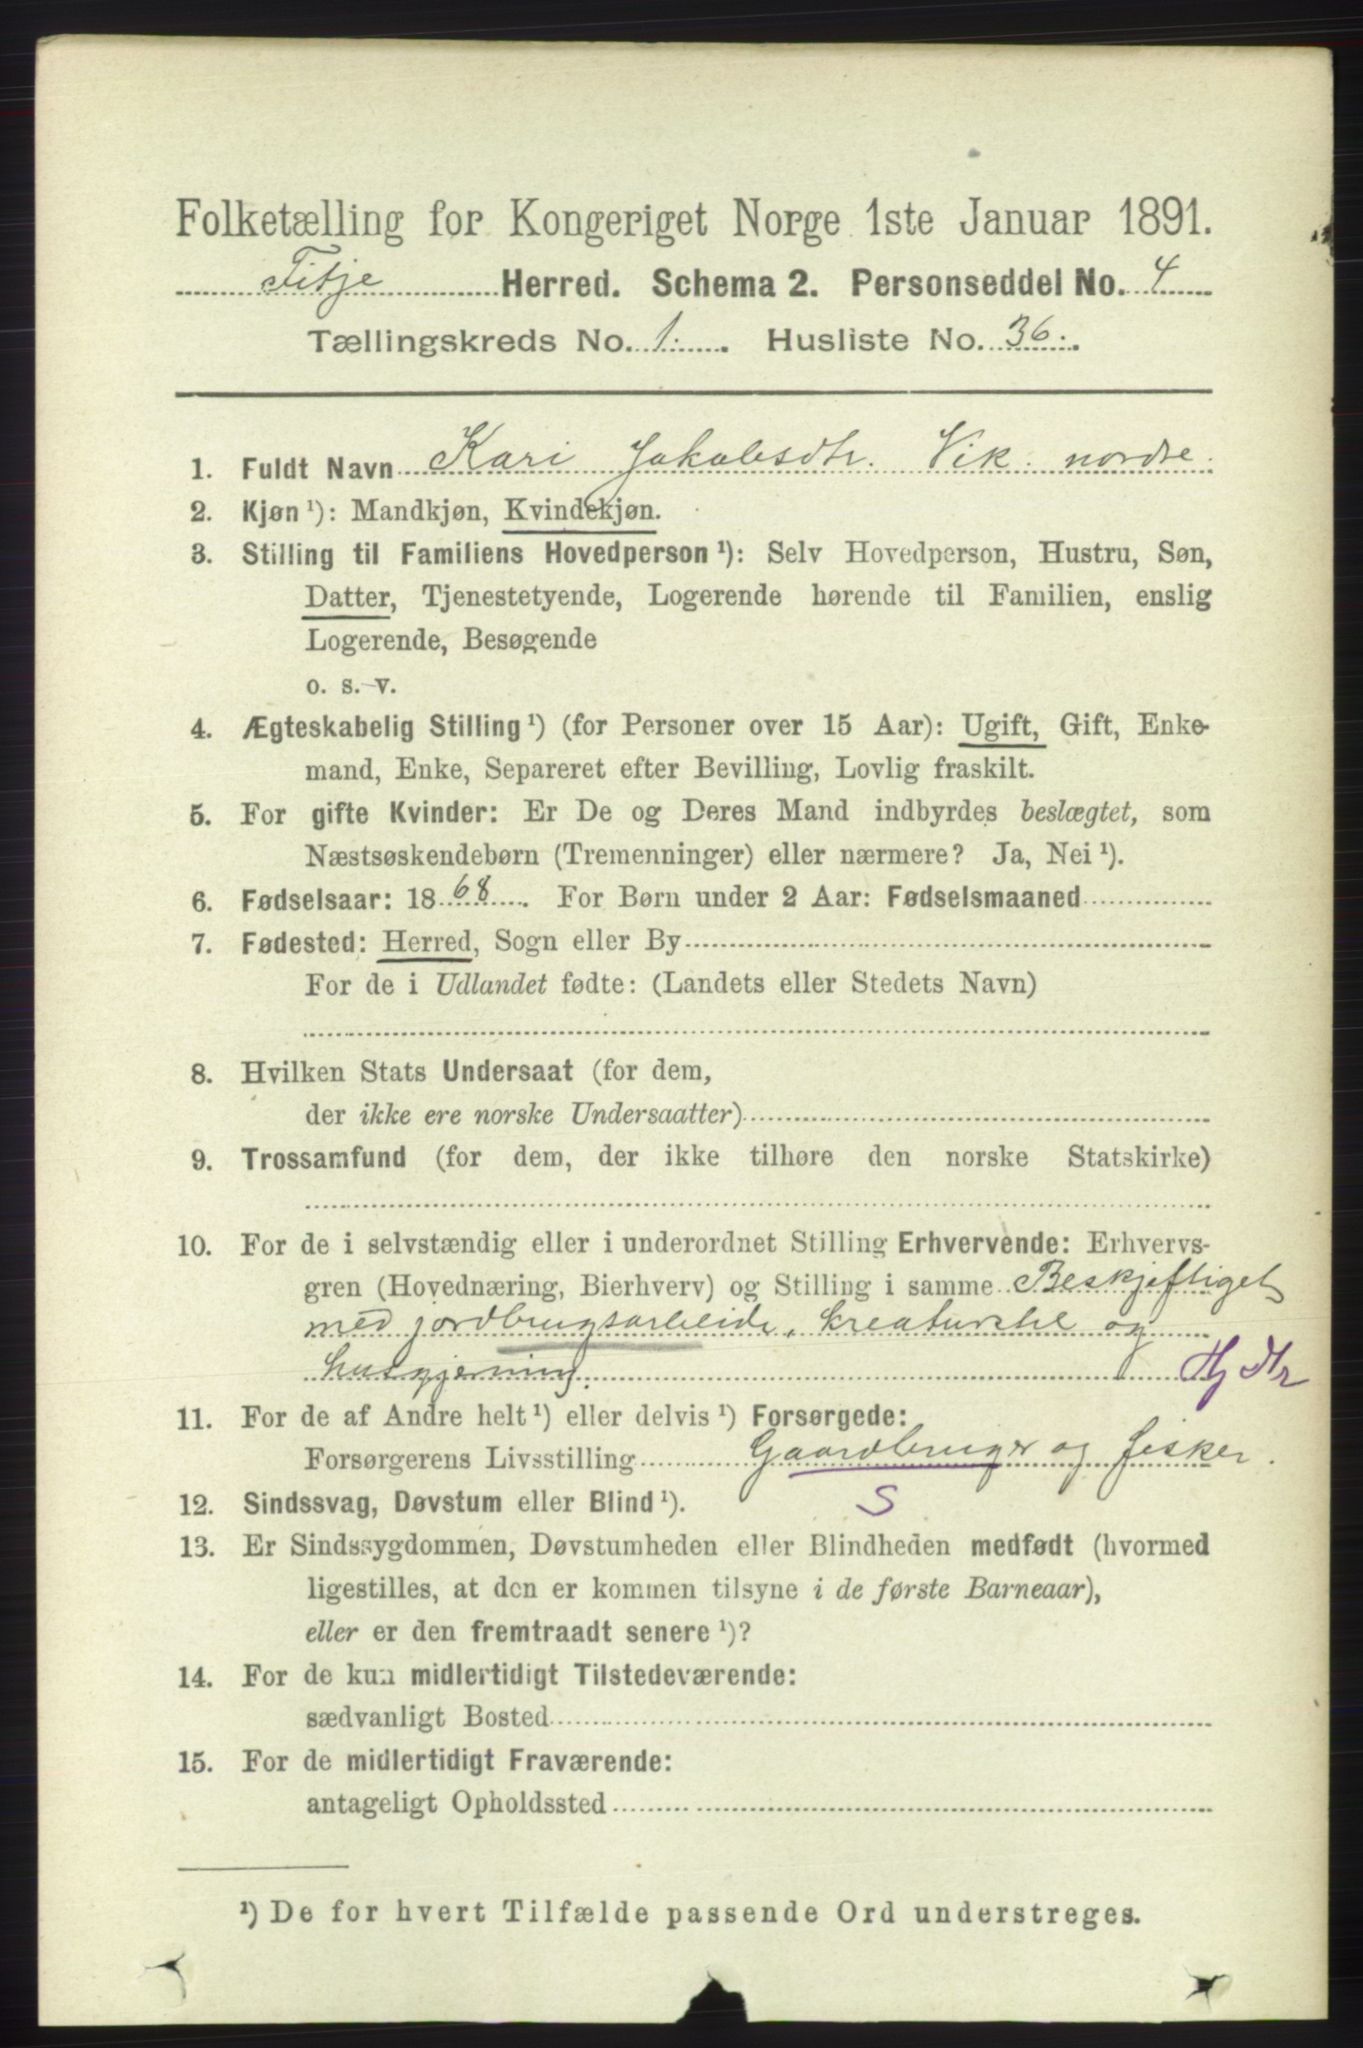 Folketælling for Kongeriget Norge 1ste Januar 1891.
Fitje Herred. Schema 2. Personseddel No. 4
Tællingskreds No. 1. Husliste No. 36.
1. Fuldt Navn Kari Jakobsdtr. Vik nordre.
2. Kjøn ¹): Mandkjøn, Kvindekjøn.
3. Stilling til Familiens Hovedperson ¹): Selv Hovedperson, Hustru, Søn,
Datter, Tjenestetyende, Logerende hørende til Familien, enslig
Logerende, Besøgende
o. s. v.
4. Ægteskabelig Stilling ¹) (for Personer over 15 Aar): Ugift, Gift, Enke-
mand, Enke, Separeret efter Bevilling, Lovlig fraskilt.
5. For gifte Kvinder: Er De og Deres Mand indbyrdes beslægtet, som
Næstsøskendebørn (Tremenninger) eller nærmere? Ja, Nei ¹).
6. Fødselsaar: 1868. For Børn under 2 Aar: Fødselsmaaned
7. Fødested: Herred, Sogn eller By
For de i Udlandet fødte: (Landets eller Stedets Navn)
8. Hvilken Stats Undersaat (for dem,
der ikke ere norske Undersaatter)
9. Trossamfund (for dem, der ikke tilhøre den norske Statskirke)
10. For de i selvstændig eller i underordnet Stilling Erhvervende: Erhvervs-
gren (Hovednæring, Bierhverv) og Stilling i samme Beskjeftiget
med jordbrugsarbeide, kreaturstel og
husgjerning. Hj Dtr
11. For de af Andre helt ¹) eller delvis ¹) Forsørgede:
Forsørgerens Livsstilling Gaardbruger og fisker.
12. Sindssvag, Døvstum eller Blind ¹). S
13. Er Sindssygdommen, Døvstumheden eller Blindheden medfødt (hvormed
ligestilles, at den er kommen tilsyne i de første Barneaar),
eller er den fremtraadt senere ¹)?
14. For de kun midlertidigt Tilstedeværende:
sædvanligt Bosted
15. For de midlertidigt Fraværende:
antageligt Opholdssted
¹) De for hvert Tilfælde passende Ord understreges.